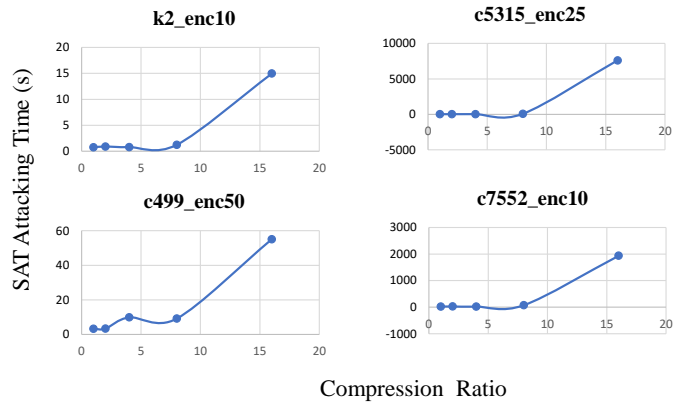 k2_enc10
20
15
10
5
0
0 5 10 15 20
c5315_enc25
10000
5000
0
-5000
0 5 10 15 20
c499_enc50
60
40
20
0
0 5 10 15 20
c7552_enc10
3000
2000
1000
0
-1000
0 5 10 15 20
SAT Attacking Time (s)
Compression Ratio